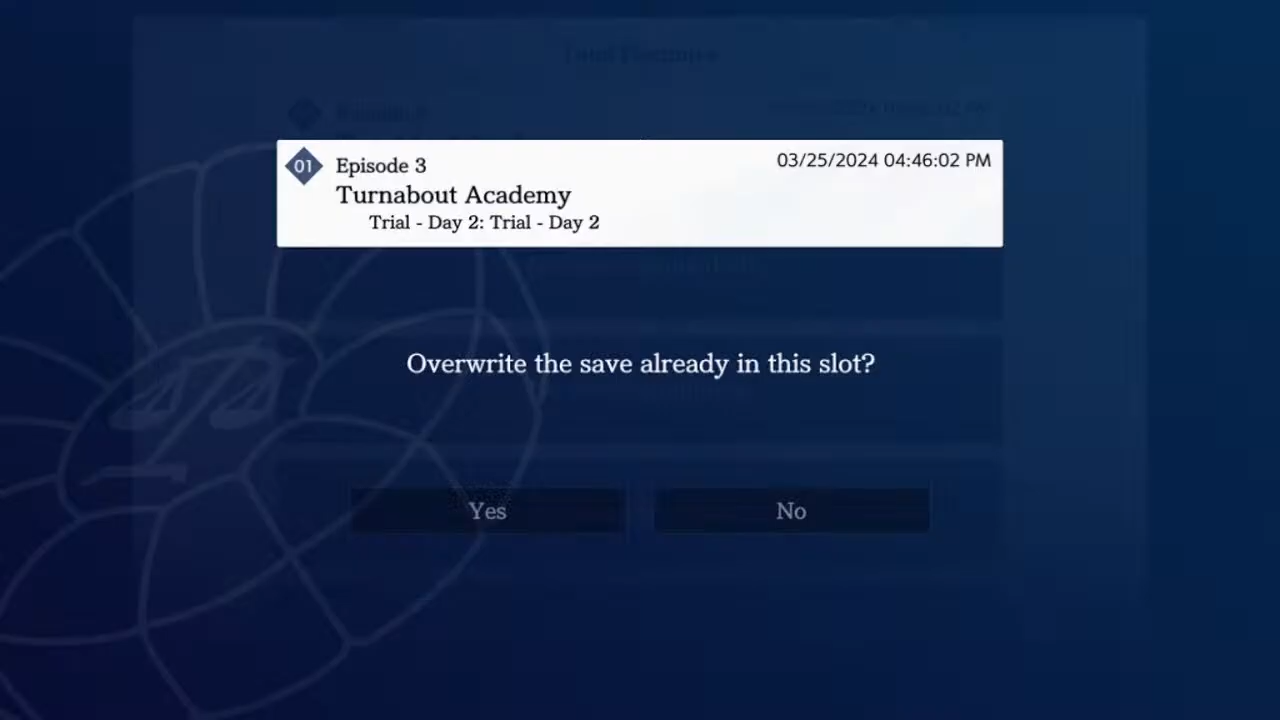 01
Episode 3
03/25/2024 04:46:02 PM
Turnabout Academy
Trial - Day 2: Trial - Day 2
Overwrite the save already in this slot?
Yes
No